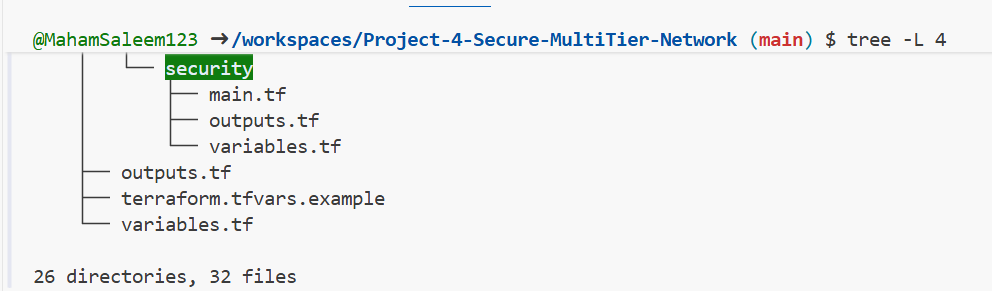 @MahamSaleem123 ➜/workspaces/Project-4-Secure-MultiTier-Network (main) $ tree -L 4
│   └── security
│       ├── main.tf
│       ├── outputs.tf
│       └── variables.tf
├── outputs.tf
├── terraform.tfvars.example
└── variables.tf
26 directories, 32 files